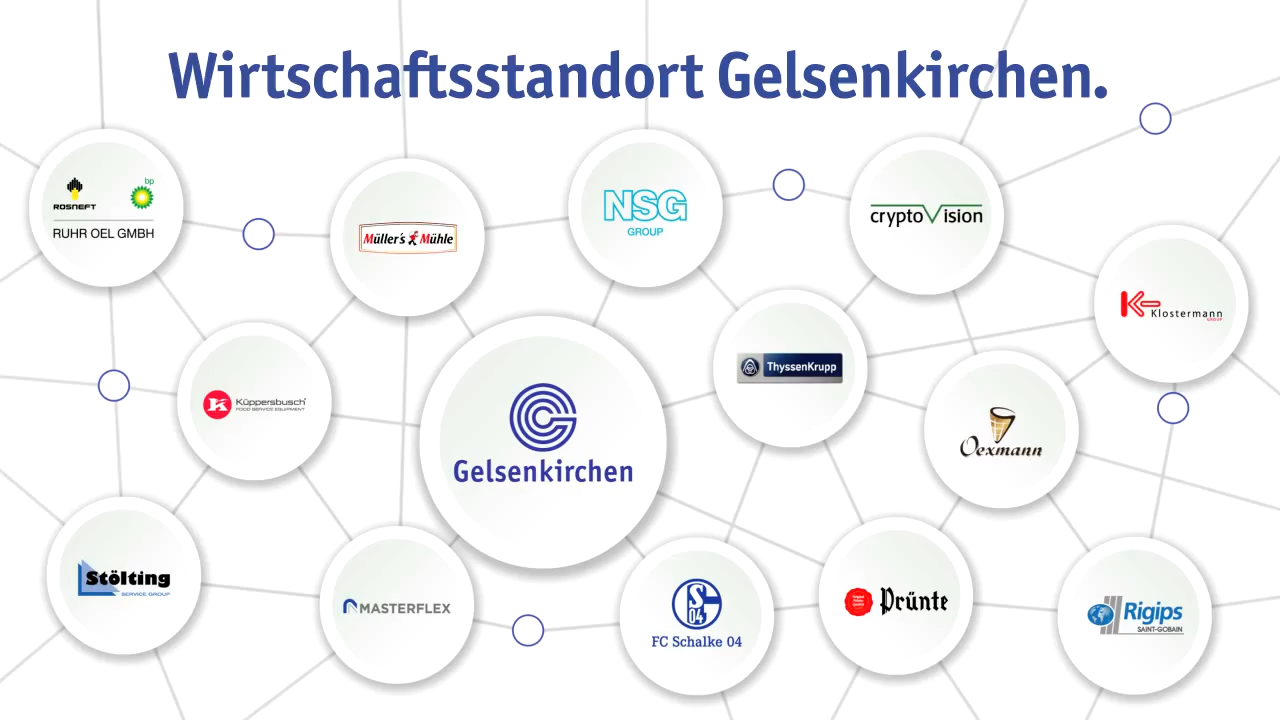 Wirtschaftsstandort Gelsenkirchen.
bp
ROSNEFT
RUHR OEL GMBH
Müller's Mühle
NSG
GROUP
cryptovision
Klostermann
GROUP
Küppersbusch
FOOD SERVICE EQUIPMENT
ThyssenKrupp
Oexmann
Gelsenkirchen
Stölting
SERVICE GROUP
MASTERFLEX
S
04
FC Schalke 04
Prünte
Rigips
SAINT-GOBAIN